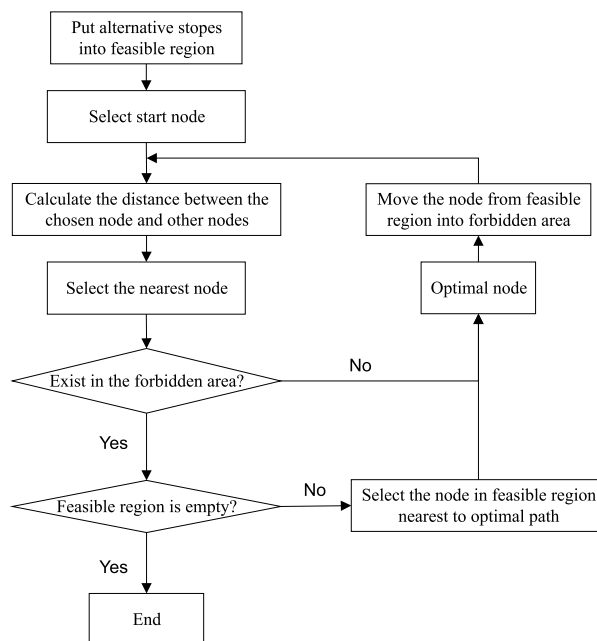 Put alternative stopes
into feasible region
Select start node
Calculate the distance between the
chosen node and other nodes
Move the node from feasible
region into forbidden area
Select the nearest node
Optimal node
Exist in the forbidden area?
No
Yes
Feasible region is empty?
No
Select the node in feasible region
nearest to optimal path
Yes
End